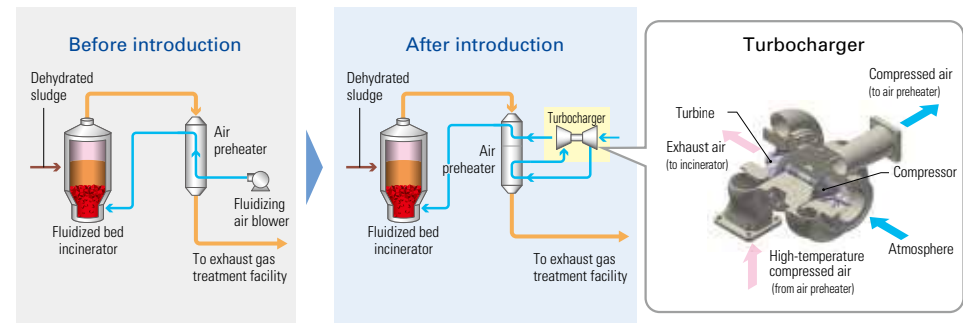 Before introduction
Dehydrated
sludge
Air
preheater
Fluidizing
air blower
Fluidized bed
incinerator
To exhaust gas
treatment facility
After introduction
Dehydrated
sludge
Turbocharger
Air
preheater
Fluidized bed
incinerator
To exhaust gas
treatment facility
Turbocharger
Compressed air
(to air preheater)
Turbine
Exhaust air
(to incinerator)
Compressor
Atmosphere
High-temperature
compressed air
(from air preheater)